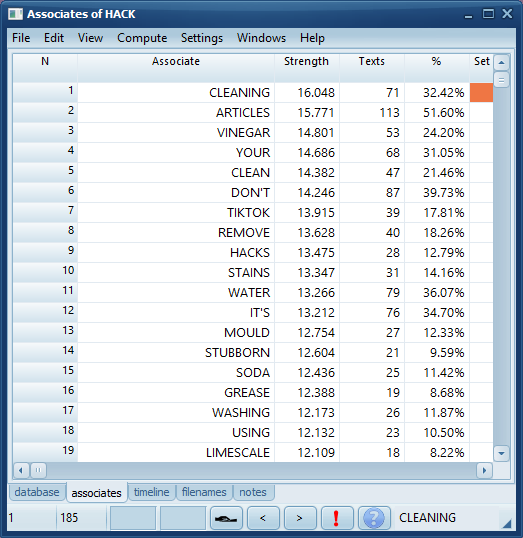 Associates of HACK
File Edit View Compute Settings Windows Help
N Associate Strength Texts % Set
1 CLEANING 16.048 71 32.42%
2 ARTICLES 15.771 113 51.60%
3 VINEGAR 14.801 53 24.20%
4 YOUR 14.686 68 31.05%
5 CLEAN 14.382 47 21.46%
6 DON'T 14.246 87 39.73%
7 TIKTOK 13.915 39 17.81%
8 REMOVE 13.628 40 18.26%
9 HACKS 13.475 28 12.79%
10 STAINS 13.347 31 14.16%
11 WATER 13.266 79 36.07%
12 IT'S 13.212 76 34.70%
13 MOULD 12.754 27 12.33%
14 STUBBORN 12.604 21 9.59%
15 SODA 12.436 25 11.42%
16 GREASE 12.388 19 8.68%
17 WASHING 12.173 26 11.87%
18 USING 12.132 23 10.50%
19 LIMESCALE 12.109 18 8.22%
database associates timeline filenames notes
1 185 < > ! ? CLEANING